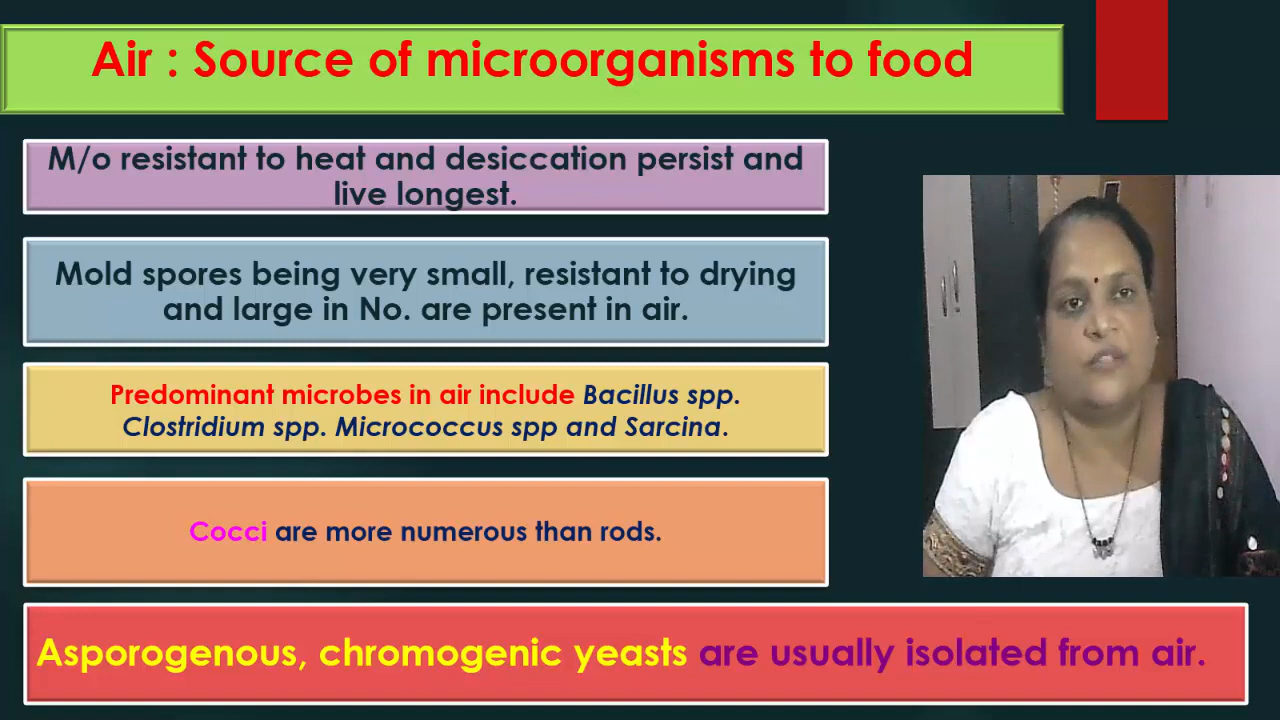 Air : Source of microorganisms to food
M/o resistant to heat and desiccation persist and
live longest.
Mold spores being very small, resistant to drying
and large in No. are present in air.
Predominant microbes in air include Bacillus spp.
Clostridium spp. Micrococcus spp and Sarcina.
Cocci are more numerous than rods.
Asporogenous, chromogenic yeasts are usually isolated from air.